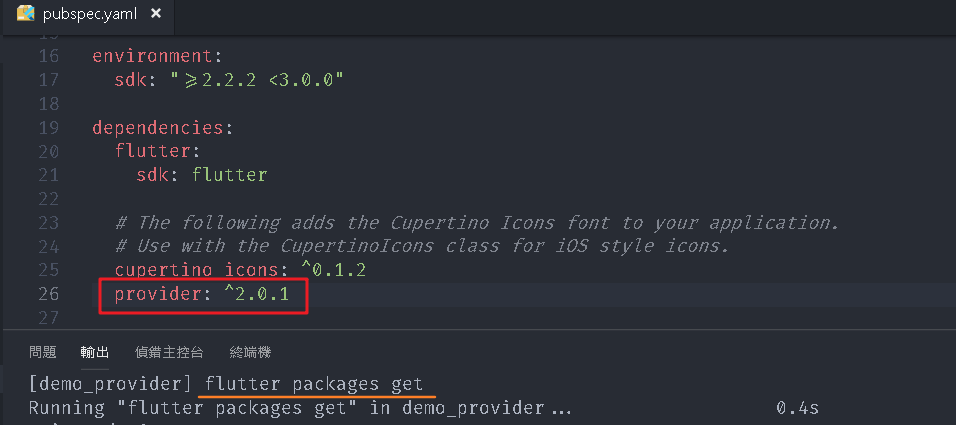 pubspec.yaml ×
15
16 environment:
17 sdk: ">=2.2.2 <3.0.0"
18
19 dependencies:
20 flutter:
21 sdk: flutter
22
23 # The following adds the Cupertino Icons font to your application.
24 # Use with the CupertinoIcons class for iOS style icons.
25 cupertino_icons: ^0.1.2
26 provider: ^2.0.1
27
問題 輸出 偵錯主控台 終端機
[demo_provider] flutter packages get
Running "flutter packages get" in demo_provider... 0.4s